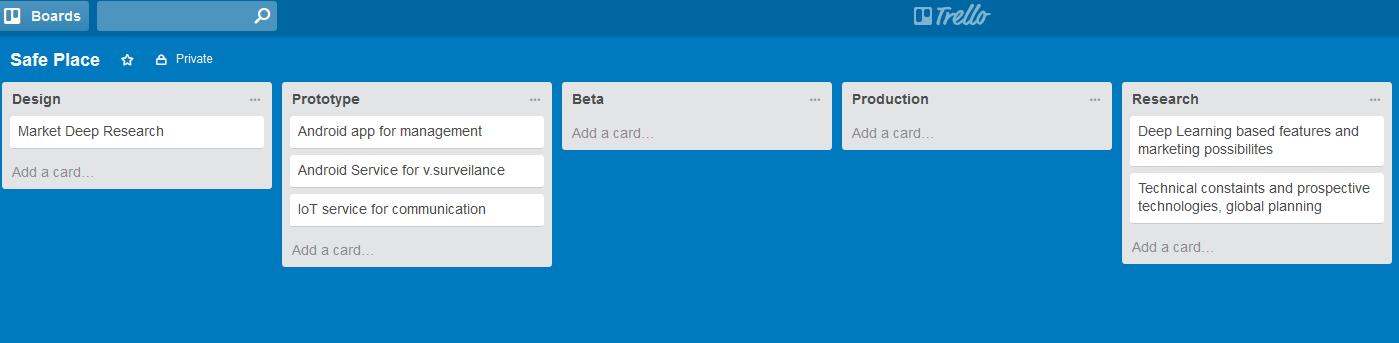 Boards
Trello
Safe Place
Private
Design
Market Deep Research
Add a card...
Prototype
Android app for management
Android Service for v.surveilance
IoT service for communication
Add a card...
Beta
Add a card...
Production
Add a card...
Research
Deep Learning based features and
marketing possibilites
Technical constaints and prospective
technologies, global planning
Add a card...